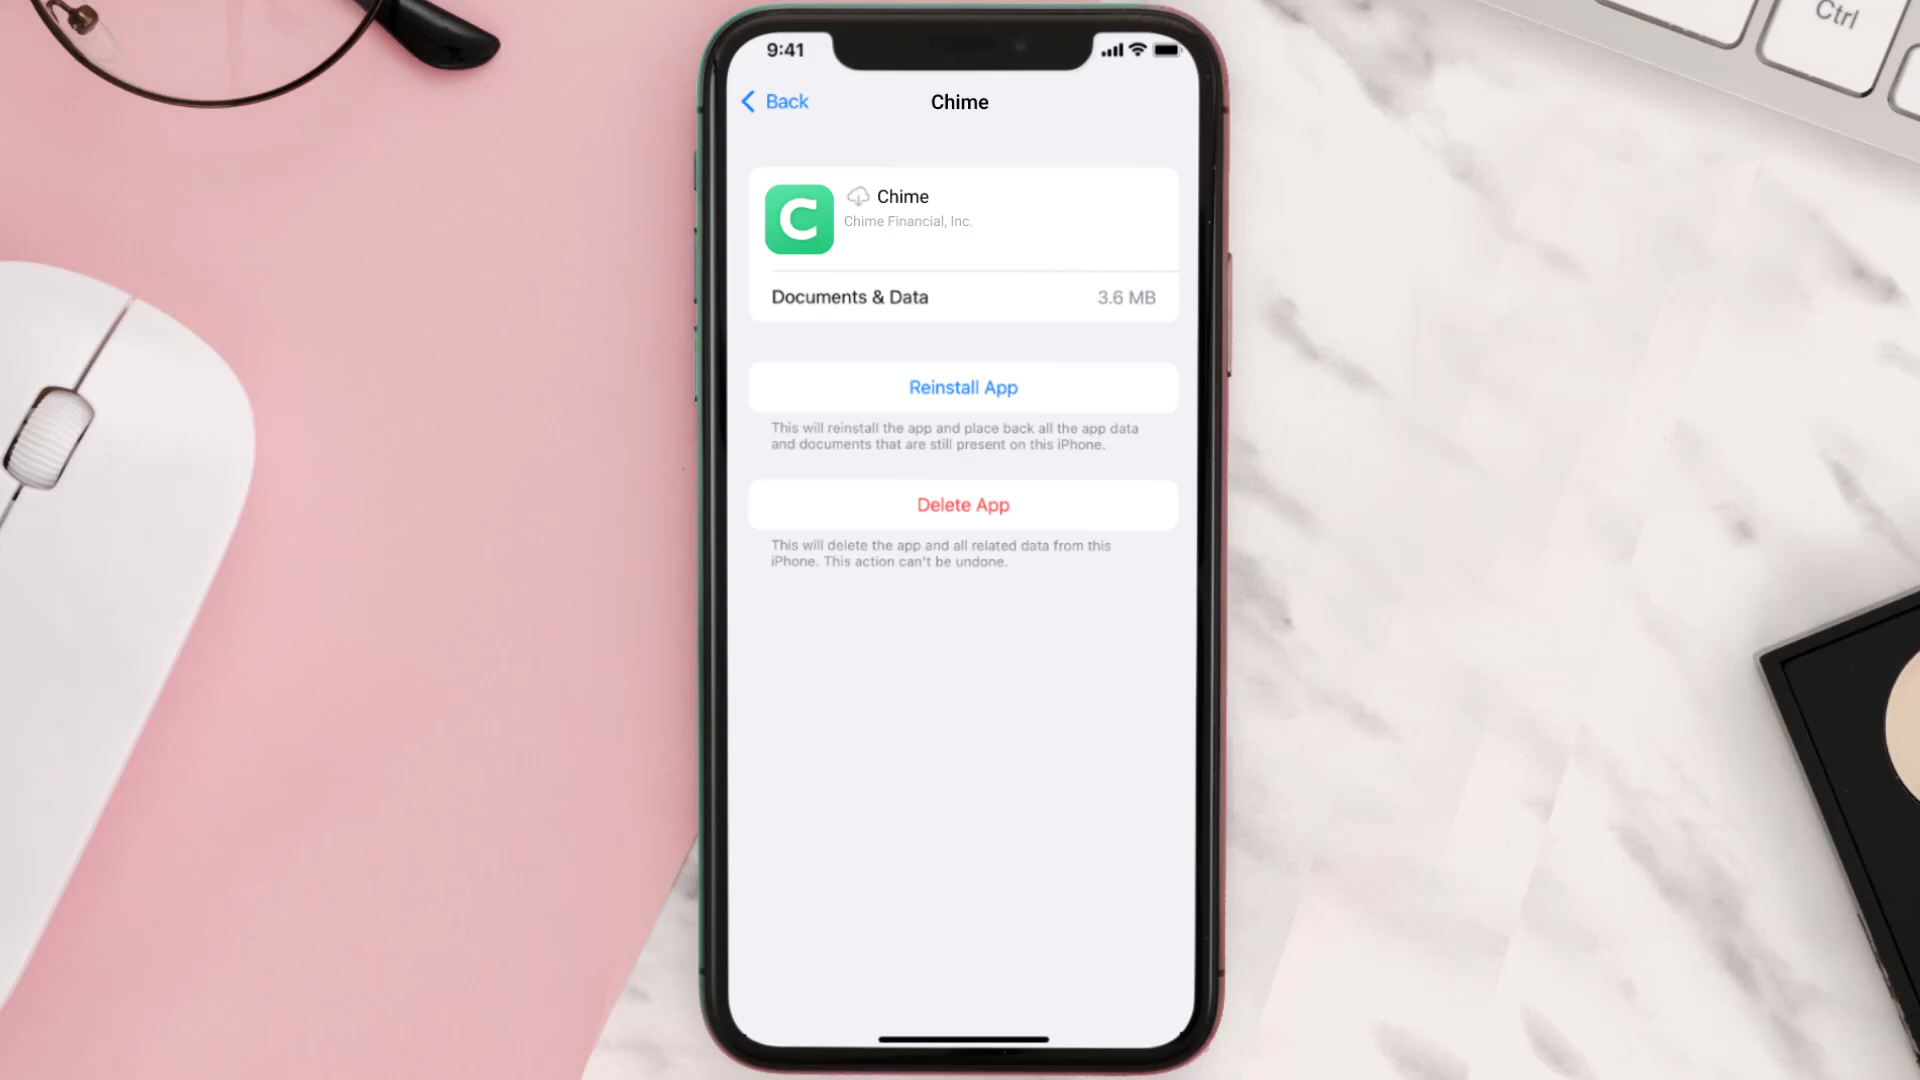 Ctrl
9:41
Back
Chime
C
Chime
Chime Financial, Inc.
Documents & Data 3.6 MB
Reinstall App
This will reinstall the app and place back all the app data
and documents that are still present on this iPhone.
Delete App
This will delete the app and all related data from this
iPhone. This action can't be undone.